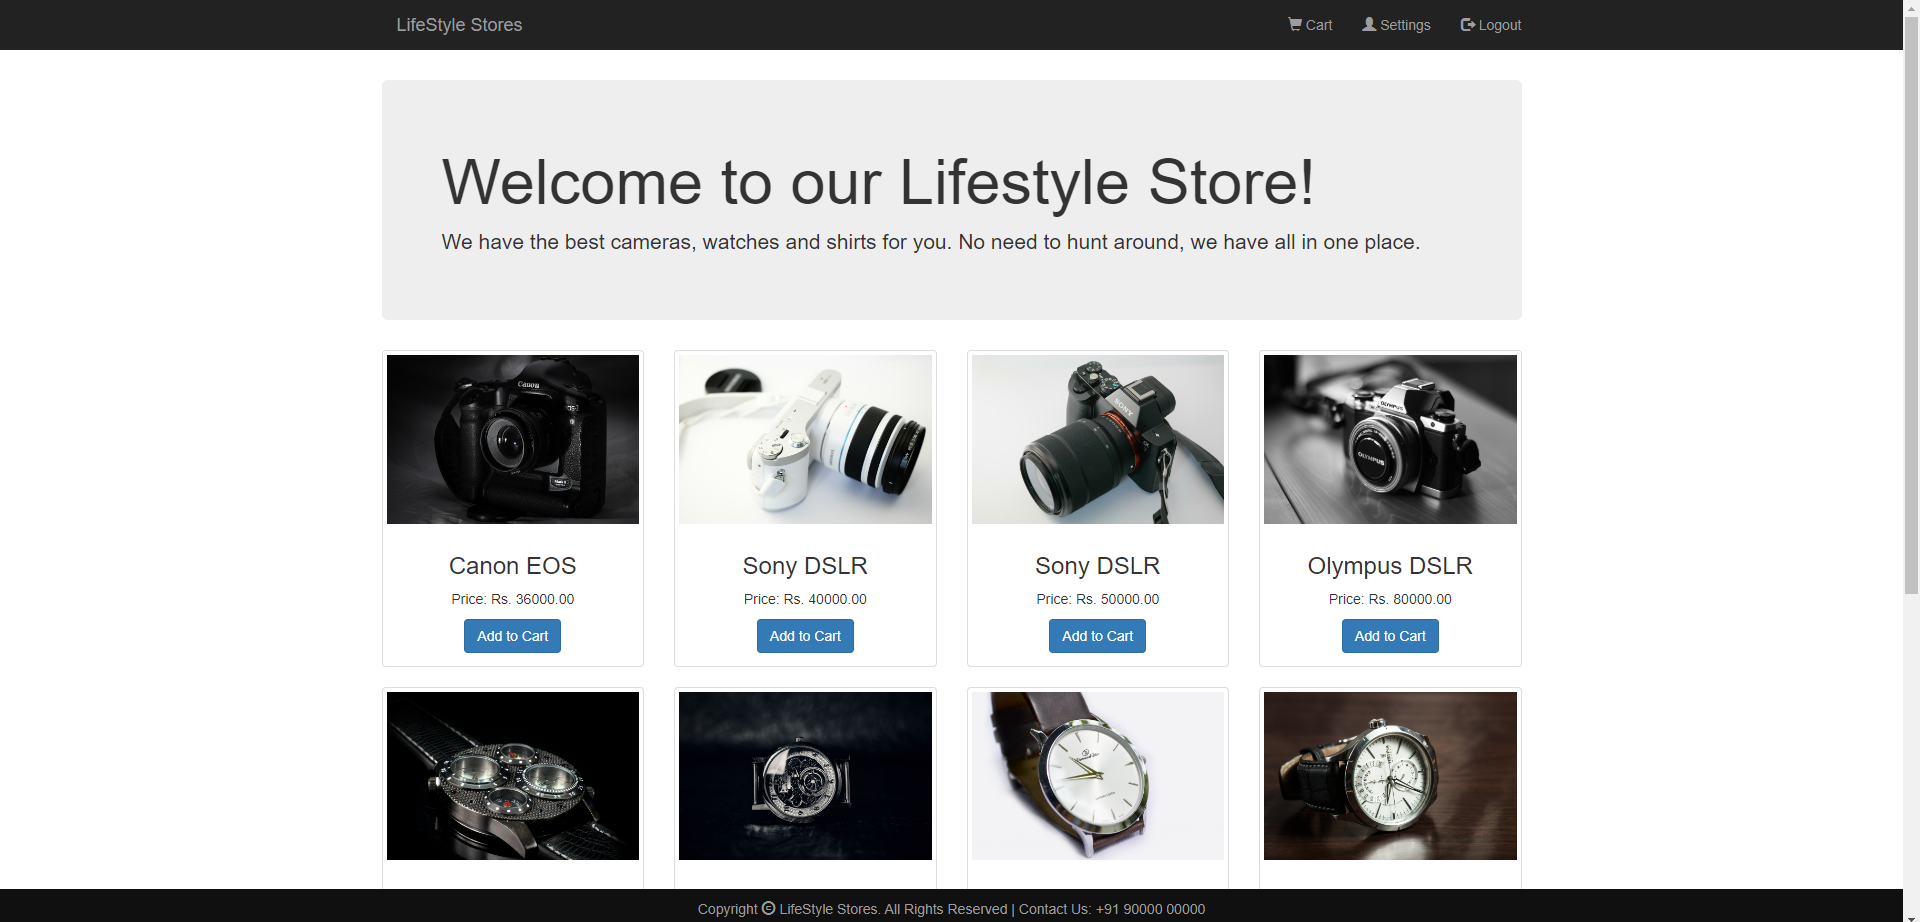 LifeStyle Stores
Cart Settings Logout
Welcome to our Lifestyle Store!
We have the best cameras, watches and shirts for you. No need to hunt around, we have all in one place.
Canon
SONY
OLYMPUS
OLYMPUS
Canon EOS Sony DSLR Sony DSLR Olympus DSLR
Price: Rs. 36000.00 Price: Rs. 40000.00 Price: Rs. 50000.00 Price: Rs. 80000.00
Add to Cart Add to Cart Add to Cart Add to Cart
Copyright © LifeStyle Stores. All Rights Reserved | Contact Us: +91 90000 00000